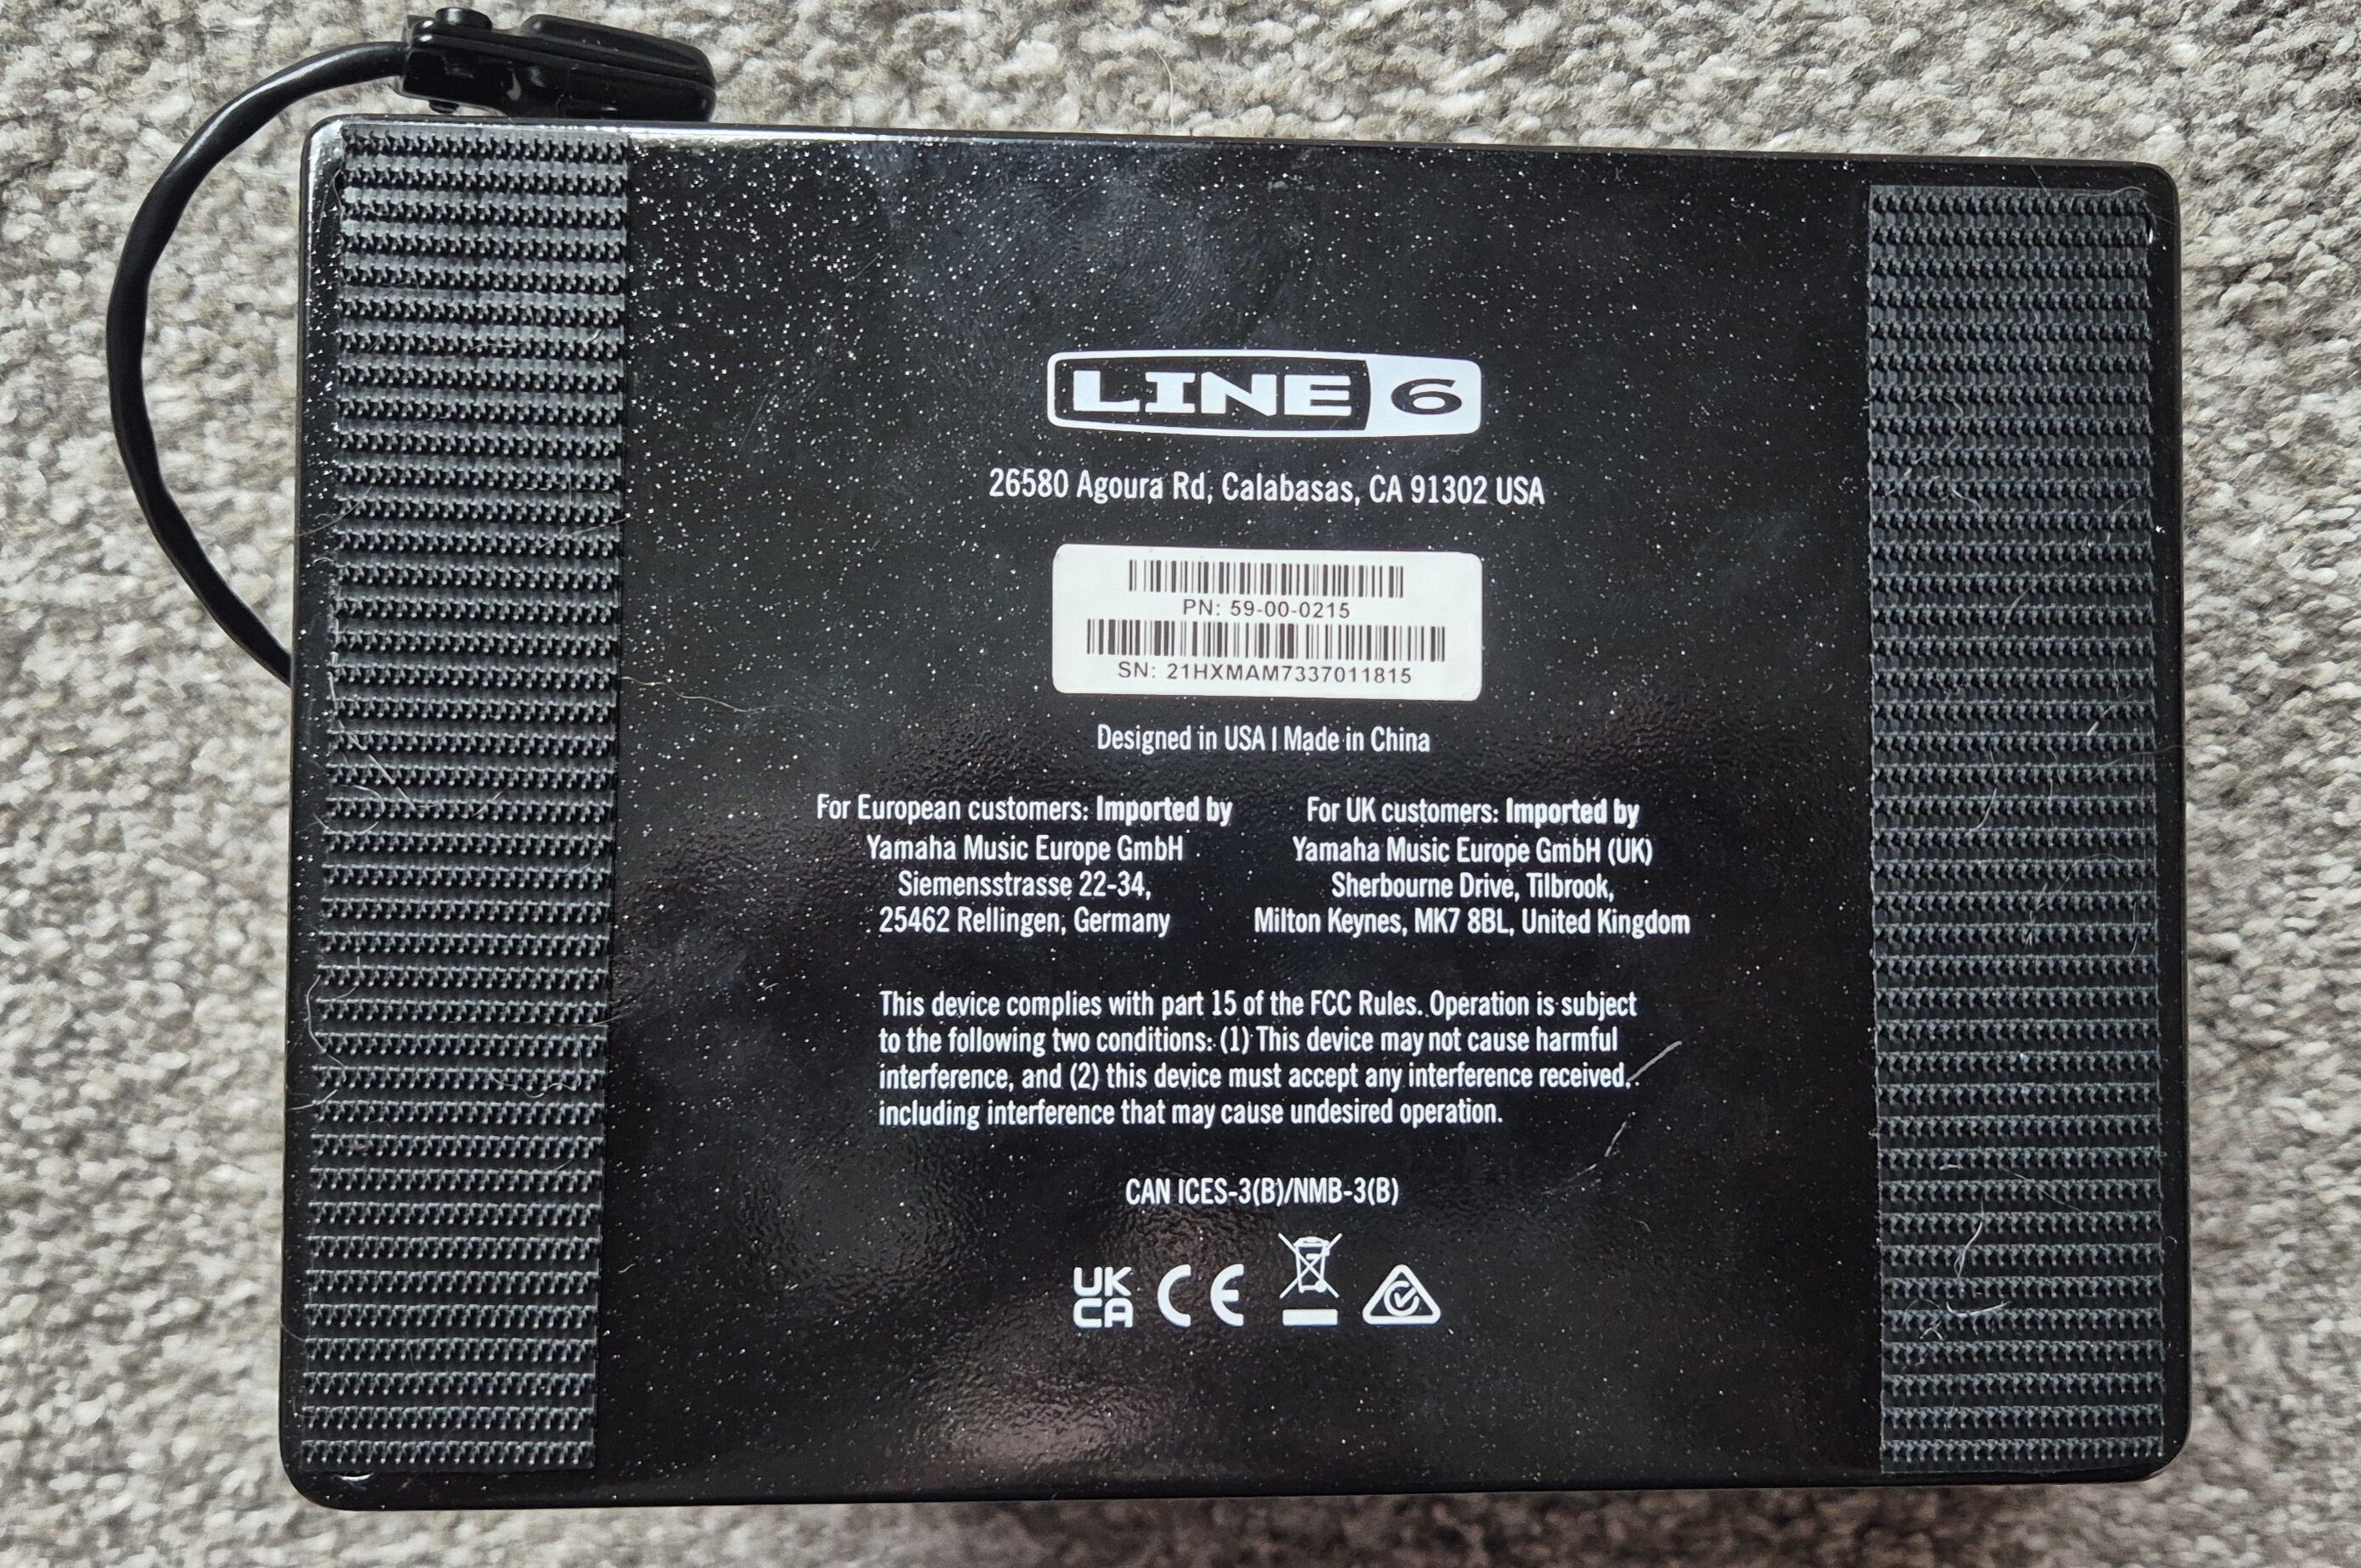 LINE 6
26580 Agoura Rd, Calabasas, CA 91302 USA
PN: 59-00-0215
SN: 21HXMAM7337011815
Designed in USA | Made in China
For European customers: Imported by
Yamaha Music Europe GmbH
Siemensstrasse 22-34,
25462 Rellingen, Germany
For UK customers: Imported by
Yamaha Music Europe GmbH (UK)
Sherbourne Drive, Tilbrook,
Milton Keynes, MK7 8BL, United Kingdom
This device complies with part 15 of the FCC Rules. Operation is subject
to the following two conditions: (1) This device may not cause harmful
interference, and (2) this device must accept any interference received,
including interference that may cause undesired operation.
CAN ICES-3(B)/NMB-3(B)
UK
CA CE